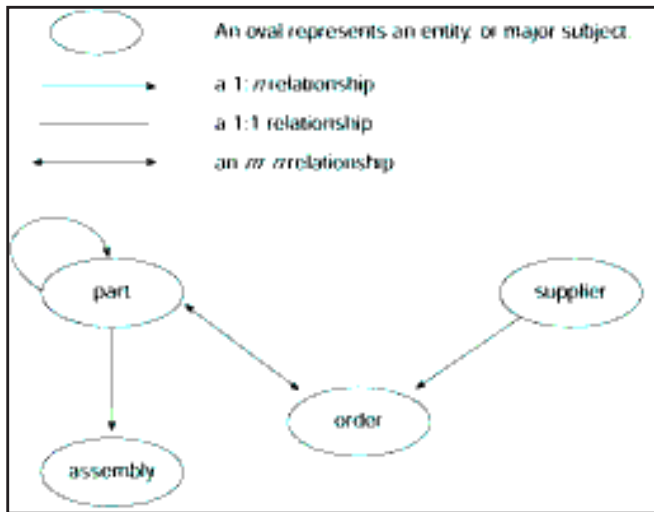 An oval represents an entity, or major subject.
a 1:n relationship
a 1:1 relationship
an m:n relationship
part
supplier
order
assembly